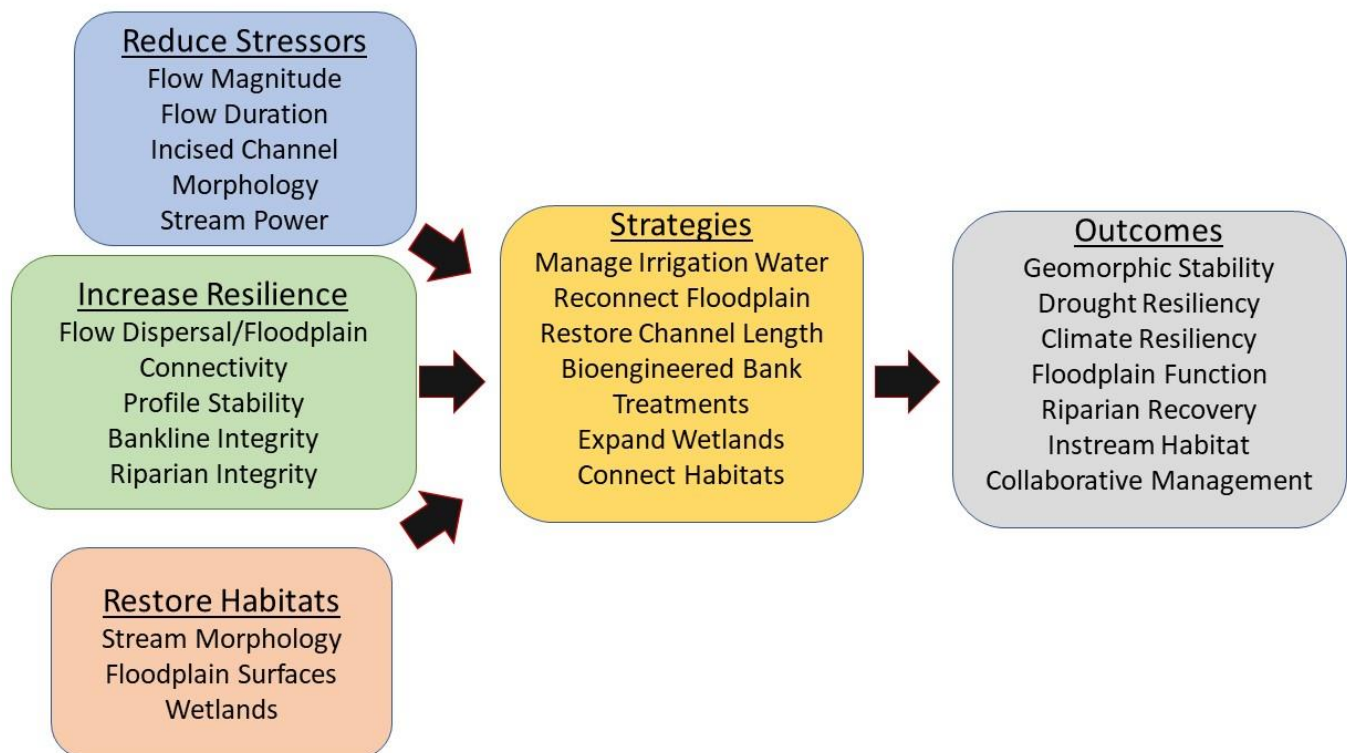 Reduce Stressors
Flow Magnitude
Flow Duration
Incised Channel
Morphology
Stream Power
Increase Resilience
Flow Dispersal/Floodplain
Connectivity
Profile Stability
Bankline Integrity
Riparian Integrity
Restore Habitats
Stream Morphology
Floodplain Surfaces
Wetlands
Strategies
Manage Irrigation Water
Reconnect Floodplain
Restore Channel Length
Bioengineered Bank
Treatments
Expand Wetlands
Connect Habitats
Outcomes
Geomorphic Stability
Drought Resiliency
Climate Resiliency
Floodplain Function
Riparian Recovery
Instream Habitat
Collaborative Management